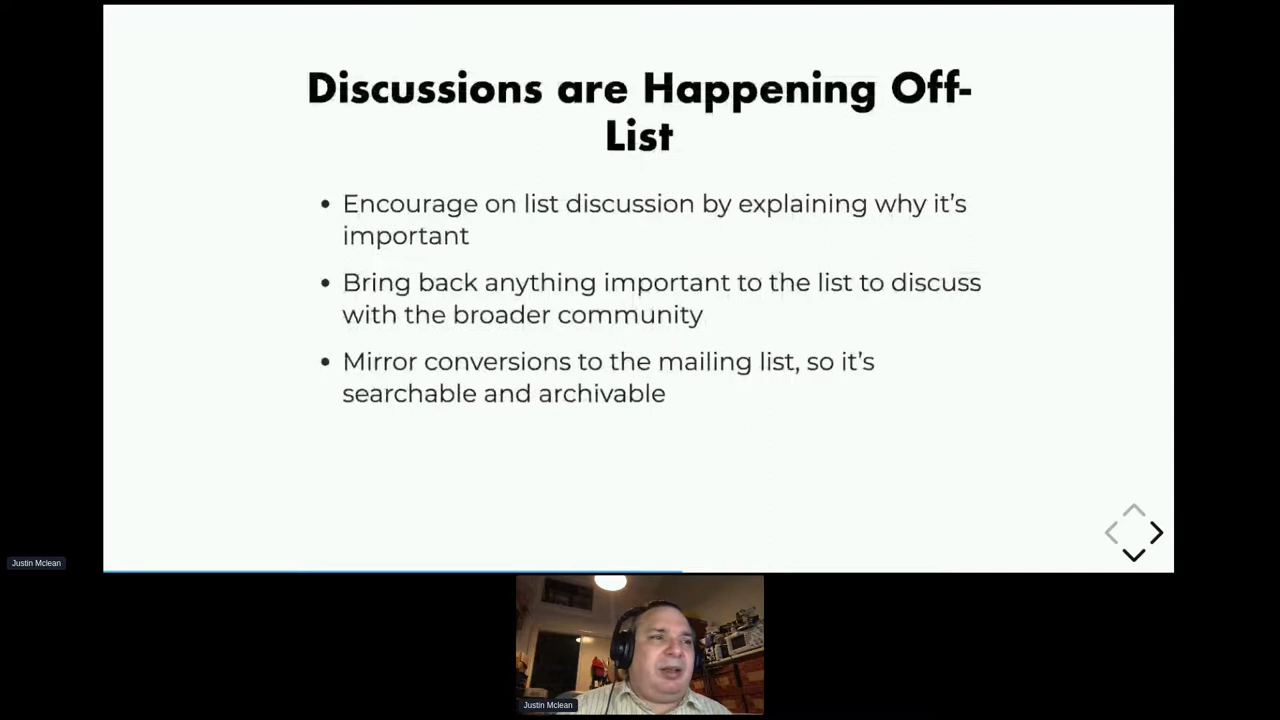 Discussions are Happening Off-
List
• Encourage on list discussion by explaining why it's
important
• Bring back anything important to the list to discuss
with the broader community
• Mirror conversions to the mailing list, so it's
searchable and archivable
Justin Mclean
Justin Mclean